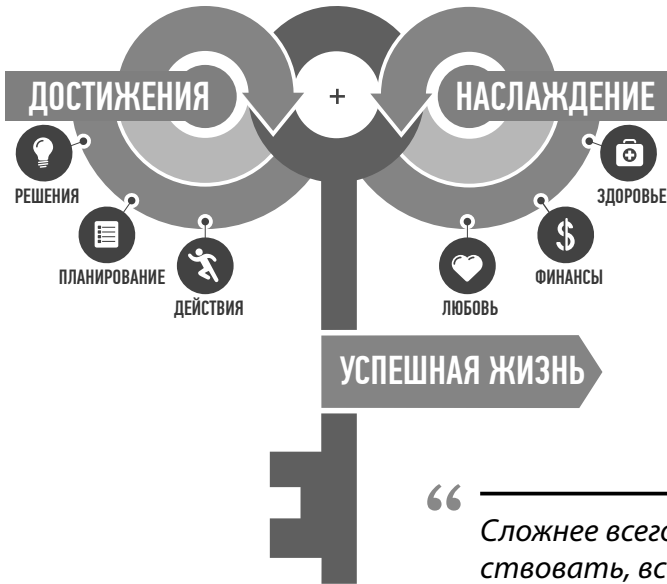 ДОСТИЖЕНИЯ
+
НАСЛАЖДЕНИЕ
РЕШЕНИЯ
ПЛАНИРОВАНИЕ
ДЕЙСТВИЯ
ЛЮБОВЬ
$
ФИНАНСЫ
ЗДОРОВЬЕ
УСПЕШНАЯ ЖИЗНЬ
“
Сложнее всего
ствовать, вс